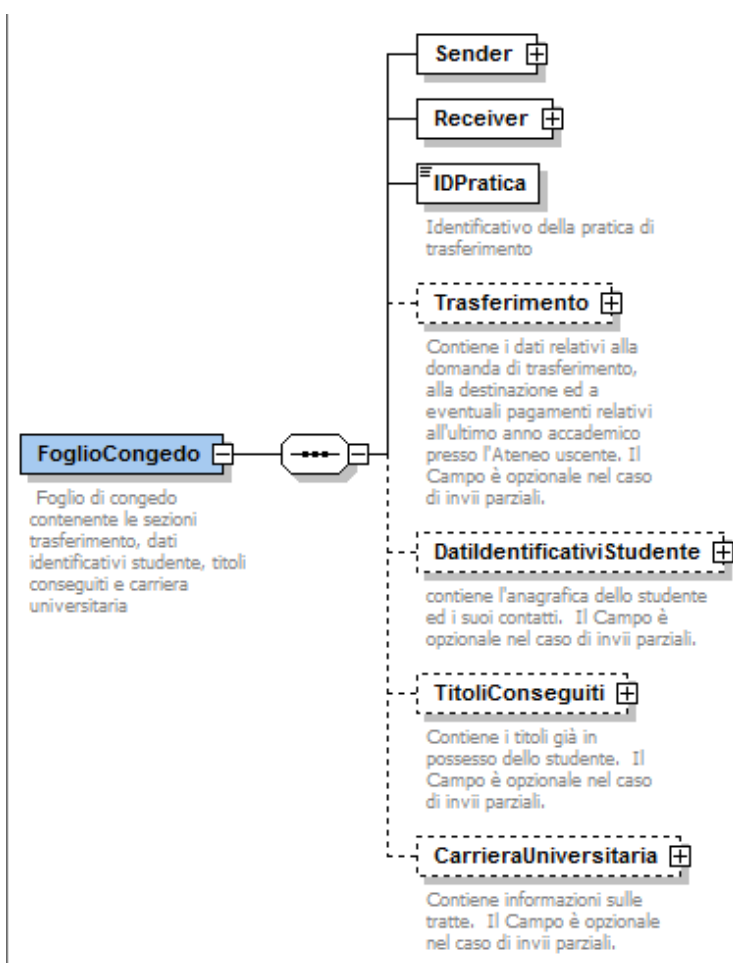 Sender
Receiver
IDPratica
Identificativo della pratica di
trasferimento
Trasferimento
Contiene i dati relativi alla
domanda di trasferimento,
alla destinazione ed a
eventuali pagamenti relativi
all'ultimo anno accademico
presso l'Ateneo uscente. Il
Campo è opzionale nel caso
di invii parziali.
FoglioCongedo
Foglio di congedo
contenente le sezioni
trasferimento, dati
identificativi studente, titoli
conseguiti e carriera
universitaria
DatiIdentificativiStudente
contiene l'anagrafica dello studente
ed i suoi contatti. Il Campo è
opzionale nel caso di invii parziali.
TitoliConseguiti
Contiene i titoli già in
possesso dello studente. Il
Campo è opzionale nel caso
di invii parziali.
CarrieraUniversitaria
Contiene informazioni sulle
tratte. Il Campo è opzionale
nel caso di invii parziali.